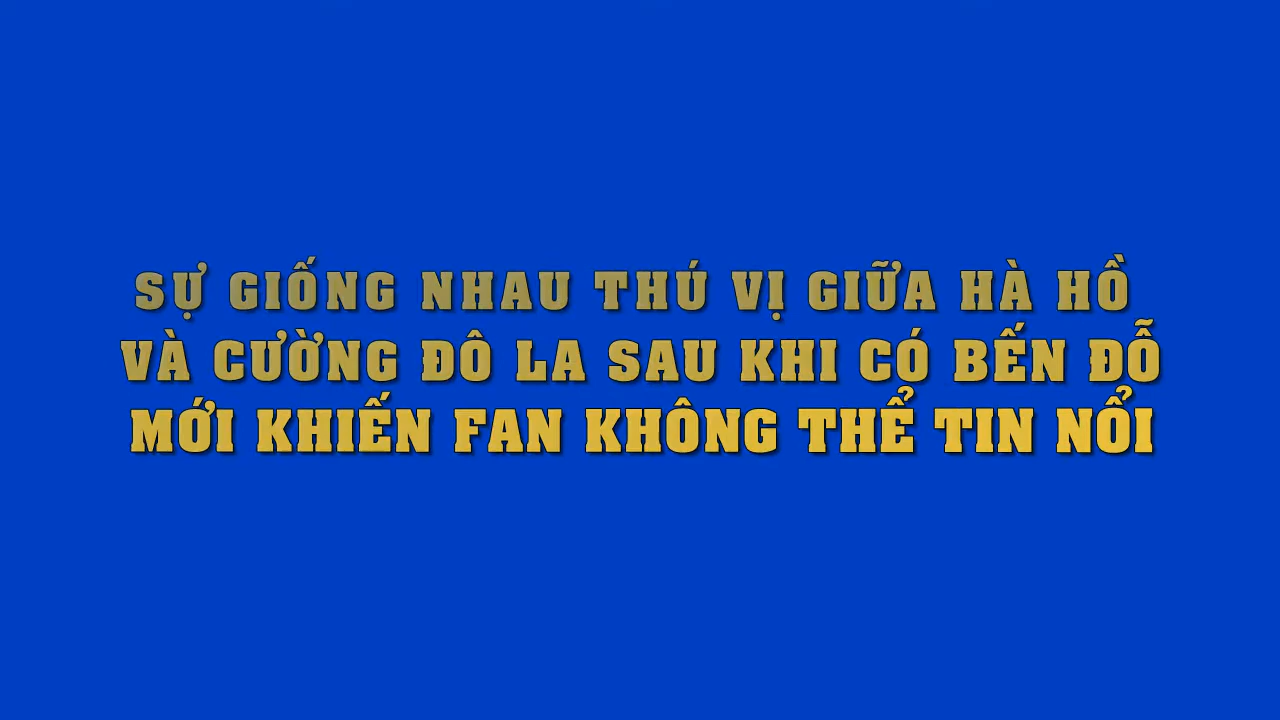 SỰ GIỐNG NHAU THÚ VỊ GIỮA HÀ HỒ
VÀ CƯỜNG ĐÔ LA SAU KHI CÓ BẾN ĐỖ
MỚI KHIẾN FAN KHÔNG THỂ TIN NỔI